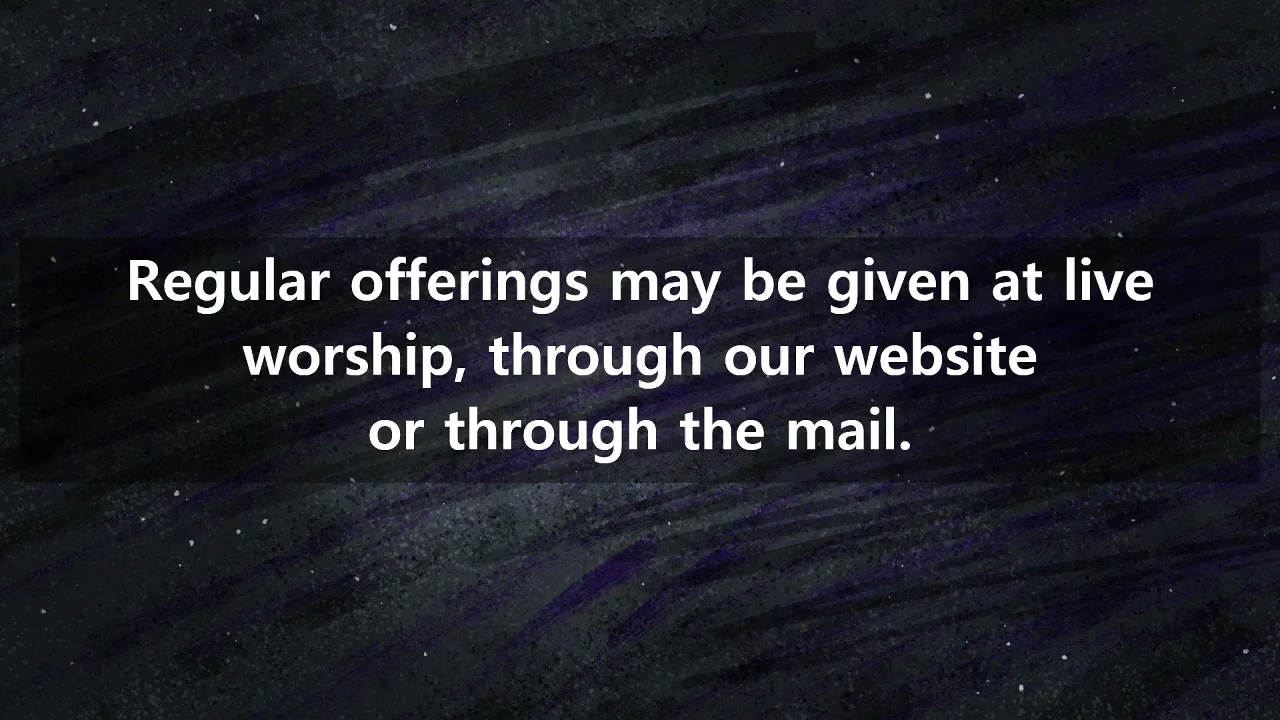 Regular offerings may be given at live
worship, through our website
or through the mail.